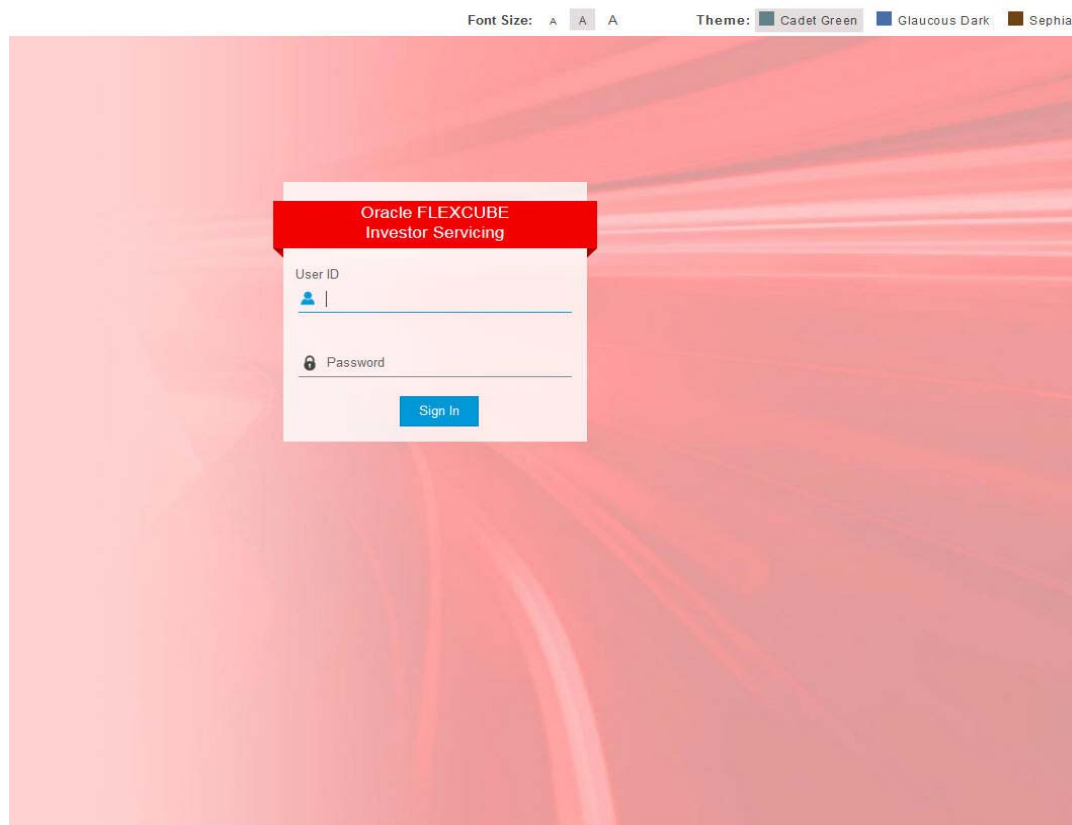 Font Size: A A A Theme: Cadet Green Glaucous Dark Sephia
Oracle FLEXCUBE
Investor Servicing
User ID
Password
Sign In